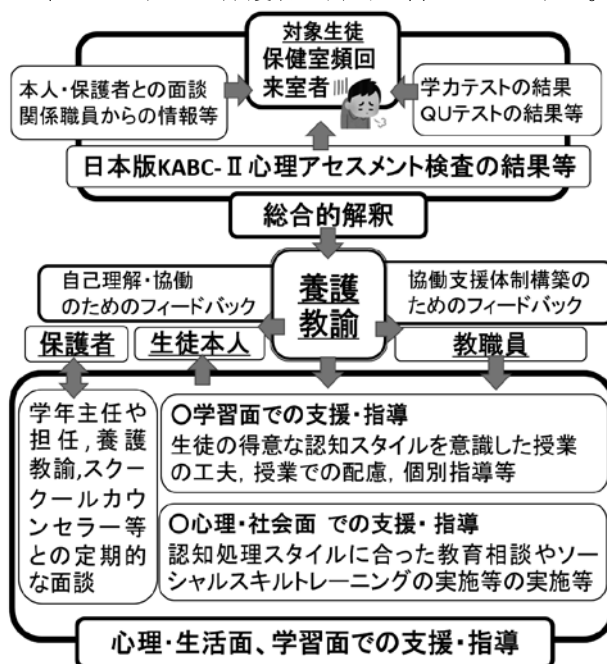 対象生徒
保健室頻回
来室者
本人・保護者との面談
関係職員からの情報等
学力テストの結果
QUテストの結果等
日本版KABC-Ⅱ心理アセスメント検査の結果等
総合的解釈
自己理解・協働
のためのフィードバック
養護
教諭
協働支援体制構築の
ためのフィードバック
保護者
生徒本人
教職員
学年主任や
担任,養護
教諭,スクー
クールカウ
ンセラー等
との定期的
な面談
〇学習面での支援・指導
生徒の得意な認知スタイルを意識した授業
の工夫,授業での配慮,個別指導等
〇心理・社会面 での支援・指導
認知処理スタイルに合った教育相談やソー
シャルスキルトレーニングの実施等の実施等
心理・生活面、学習面での支援・指導